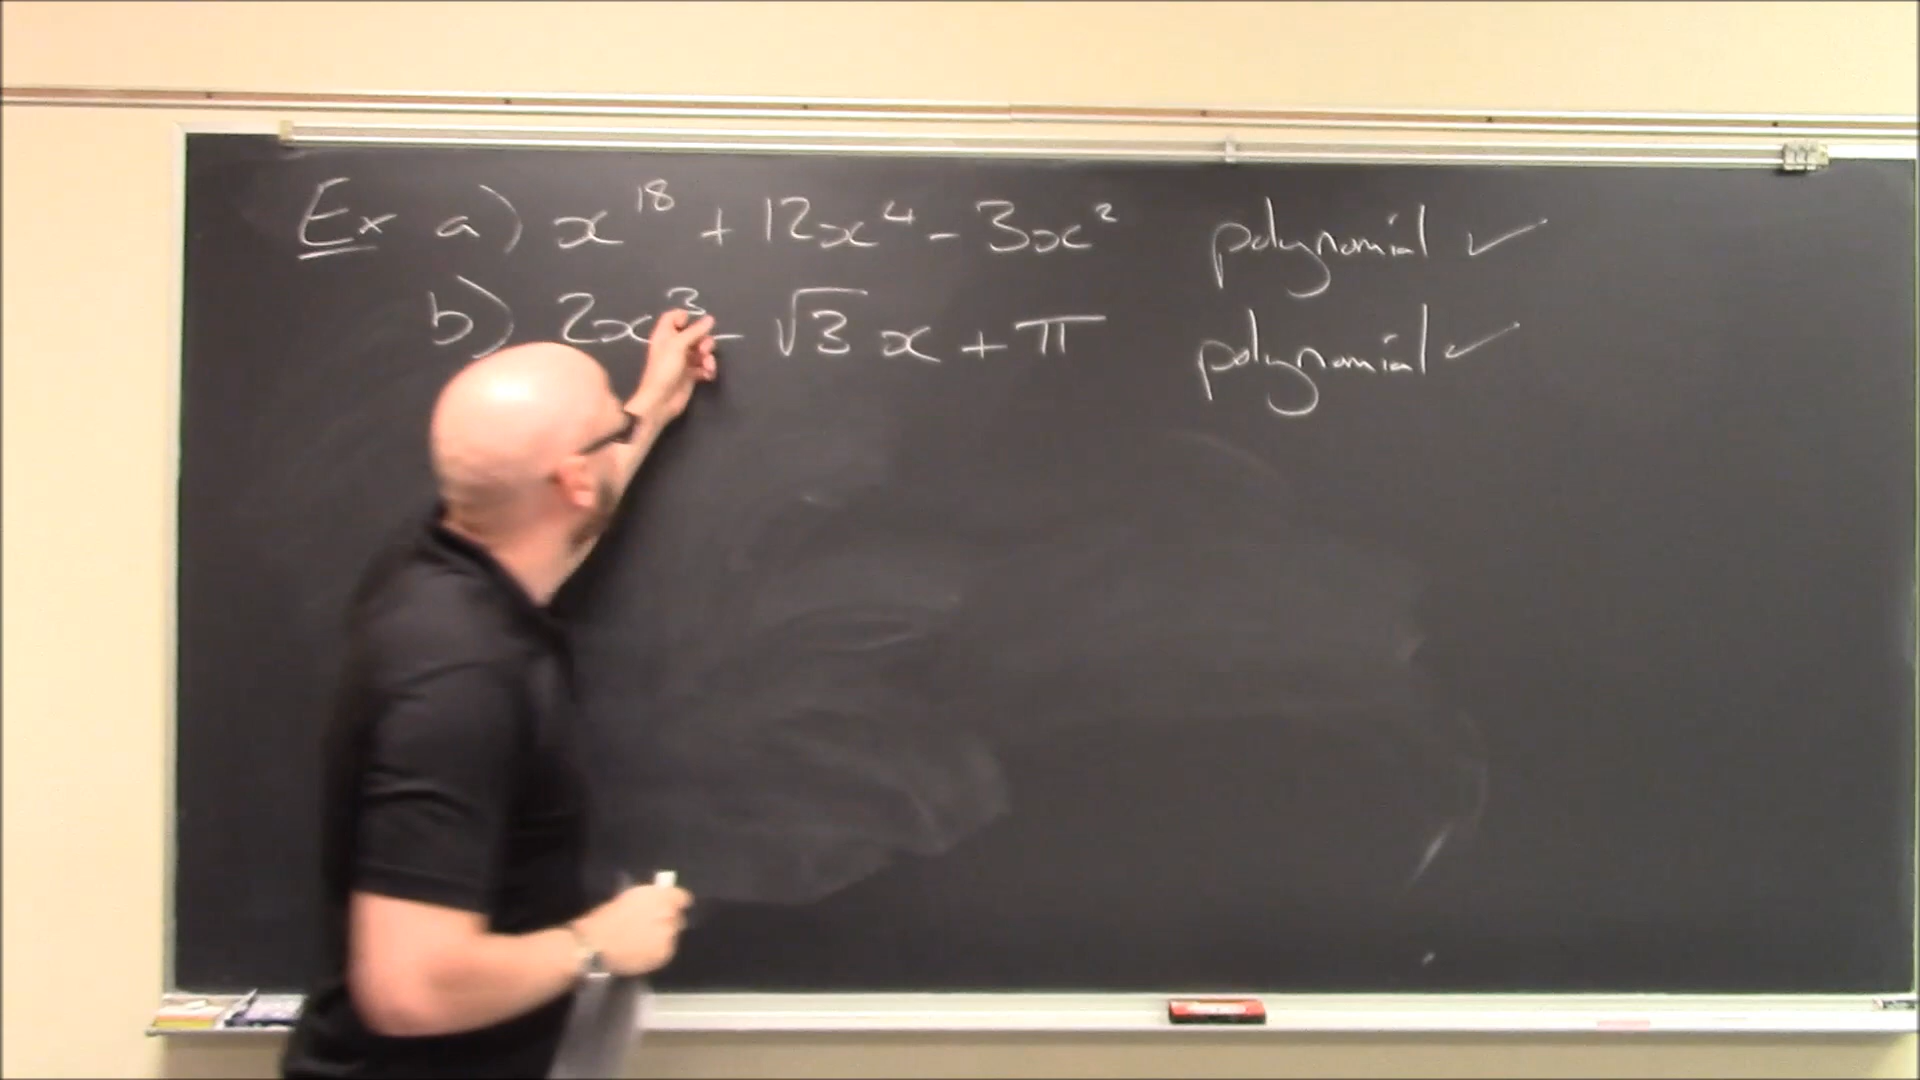 Ex a) x^18 + 12x^4 - 3x^2 polynomial ✓
b) 2x^3 - √3 x + π polynomial ✓